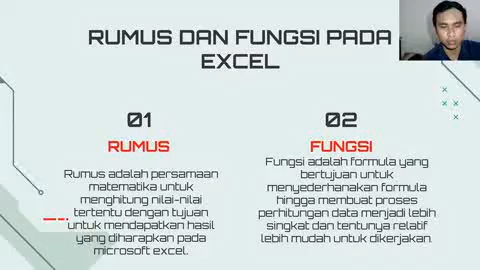 RUMUS DAN FUNGSI PADA
EXCEL
01
RUMUS
Rumus adalah persamaan
matematika untuk
menghitung nilai-nilai
tertentu dengan tujuan
untuk mendapatkan hasil
yang diharapkan pada
microsoft excel.
02
FUNGSI
Fungsi adalah formula yang
bertujuan untuk
menyederhanakan formula
hingga membuat proses
perhitungan data menjadi lebih
singkat dan tentunya relatif
lebih mudah untuk dikerjakan.